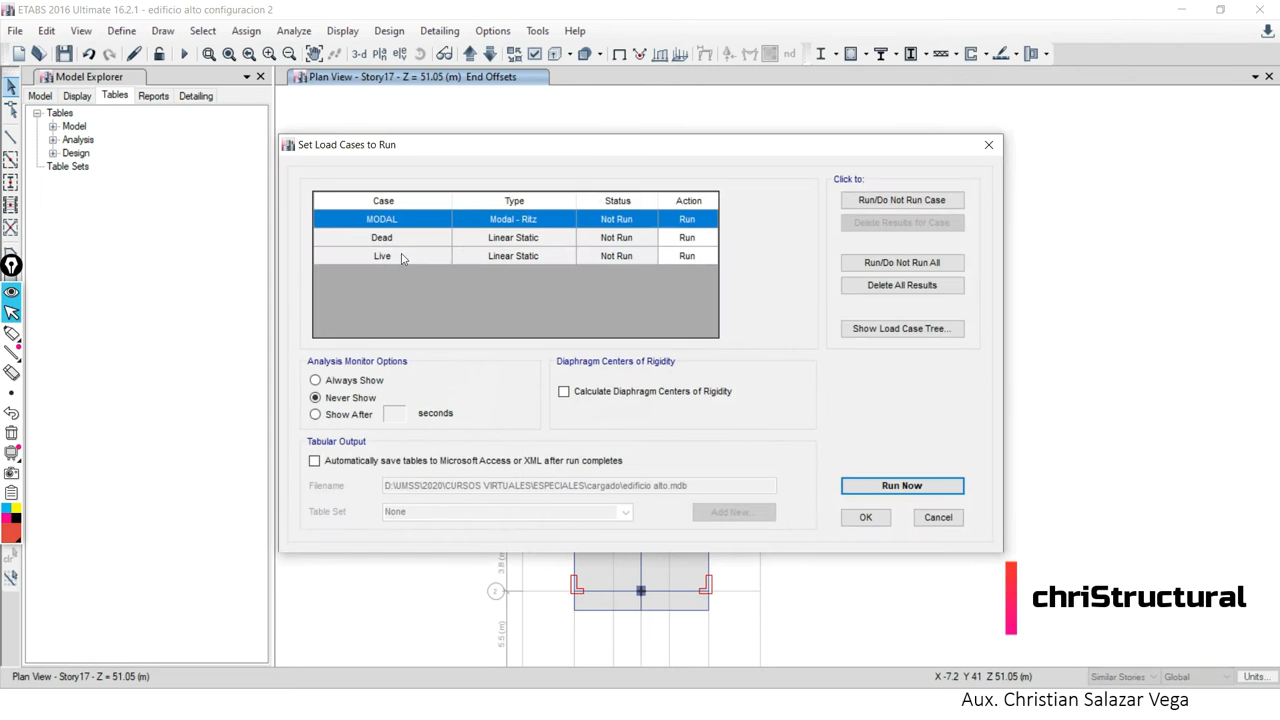 ETABS 2016 Ultimate 16.2.1 - edificio alto configuracion 2
File Edit View Define Draw Select Assign Analyze Display Design Detailing Options Tools Help
3-d nd
Model Explorer
Plan View - Story17 - Z = 51.05 (m) End Offsets
Model Display Tables Reports Detailing
Tables
Model
Analysis
Design
Table Sets
Set Load Cases to Run
Click to:
Case Type Status Action
MODAL Modal - Ritz Not Run Run
Dead Linear Static Not Run Run
Live Linear Static Not Run Run
Run/Do Not Run Case
Delete Results for Case
Run/Do Not Run All
Delete All Results
Show Load Case Tree...
Analysis Monitor Options
Always Show
Never Show
Show After seconds
Diaphragm Centers of Rigidity
Calculate Diaphragm Centers of Rigidity
Tabular Output
Automatically save tables to Microsoft Access or XML after run completes
Filename D:\UMSS\2020\CURSOS VIRTUALES\ESPECIALES\cargado\edificio alto.mdb
Table Set None Add New...
Run Now
OK Cancel
3.8 (m)
2
5.5 (m)
chriStructural
Plan View - Story17 - Z = 51.05 (m)
X -7.2 Y 41 Z 51.05 (m)
Similar Stories Global Units...
Aux. Christian Salazar Vega